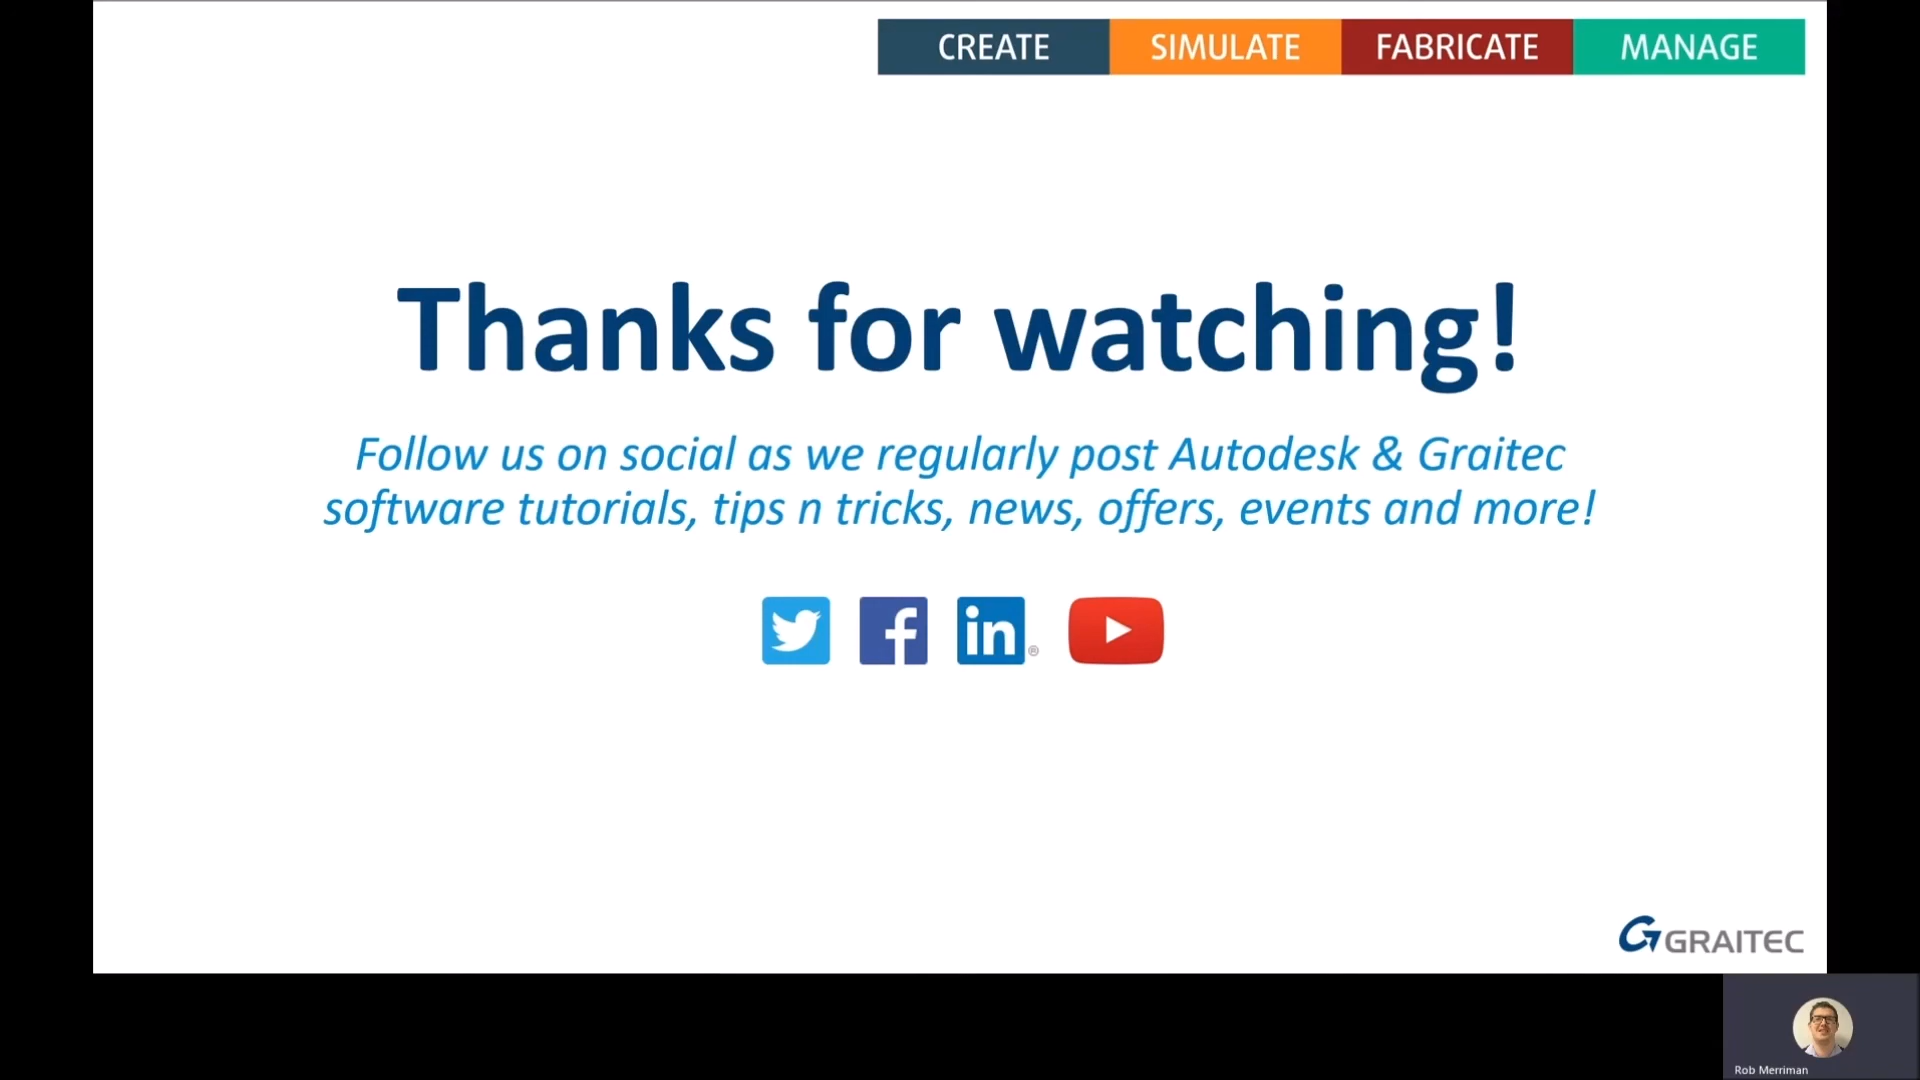 CREATE SIMULATE FABRICATE MANAGE
Thanks for watching!
Follow us on social as we regularly post Autodesk & Graitec
software tutorials, tips n tricks, news, offers, events and more!
in ®
GRAITEC
Rob Merriman